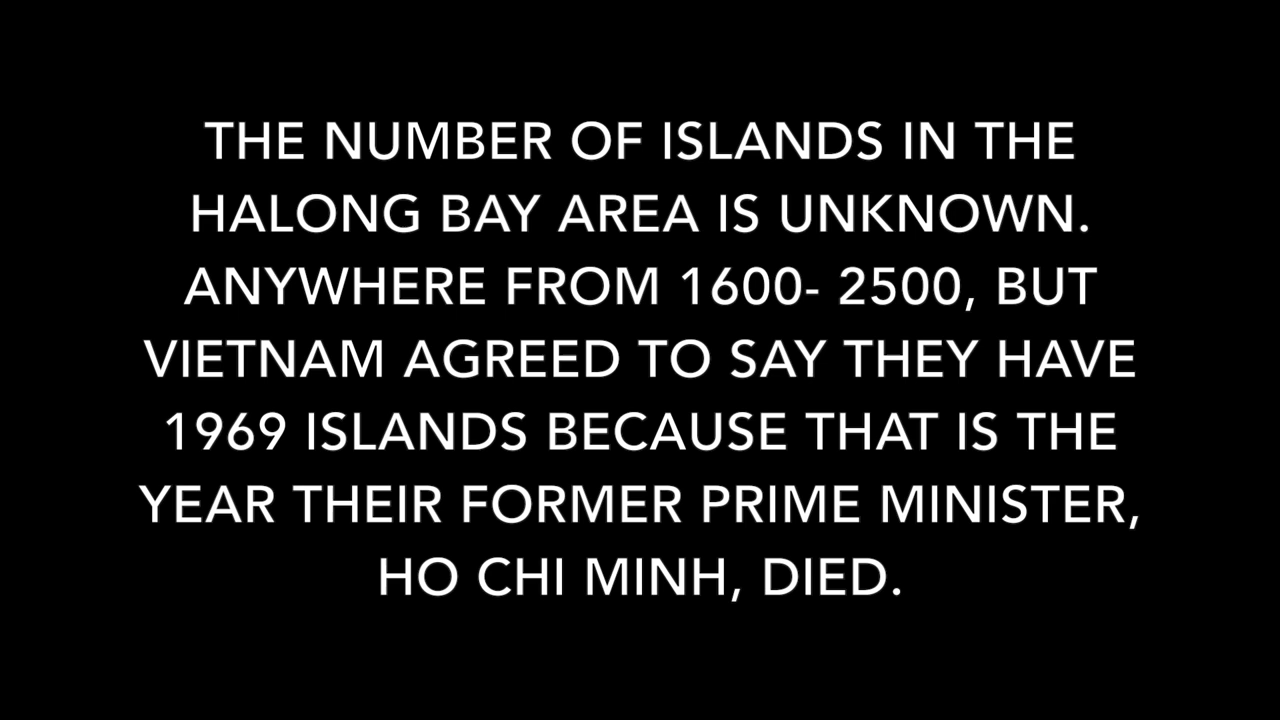 THE NUMBER OF ISLANDS IN THE
HALONG BAY AREA IS UNKNOWN.
ANYWHERE FROM 1600- 2500, BUT
VIETNAM AGREED TO SAY THEY HAVE
1969 ISLANDS BECAUSE THAT IS THE
YEAR THEIR FORMER PRIME MINISTER,
HO CHI MINH, DIED.